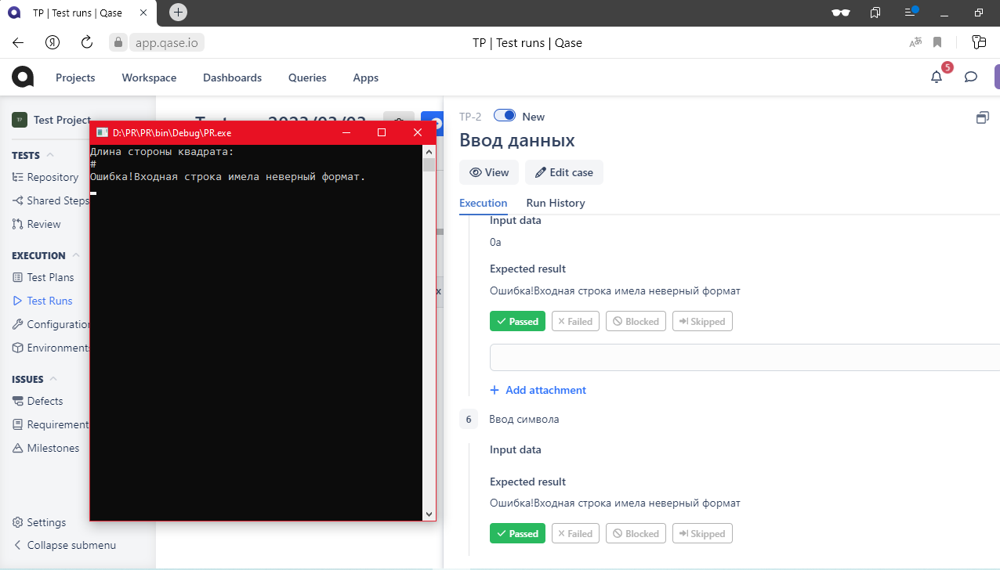 TP | Test runs | Qase
Я
app.qase.io
TP | Test runs | Qase
Projects
Workspace
Dashboards
Queries
Apps
5
TP
Test Project
TESTS
Repository
Shared Steps
Review
EXECUTION
Test Plans
Test Runs
Configuration
Environments
ISSUES
Defects
Requirement
Milestones
Settings
Collapse submenu
D:\PR\PR\bin\Debug\PR.exe
Длина стороны квадрата:
#
Ошибка!Входная строка имела неверный формат.
x
TP-2
New
Ввод данных
View
Edit case
Execution
Run History
Input data
0a
Expected result
Ошибка!Входная строка имела неверный формат
Passed
Failed
Blocked
Skipped
Add attachment
6
Ввод символа
Input data
Expected result
Ошибка!Входная строка имела неверный формат
Passed
Failed
Blocked
Skipped